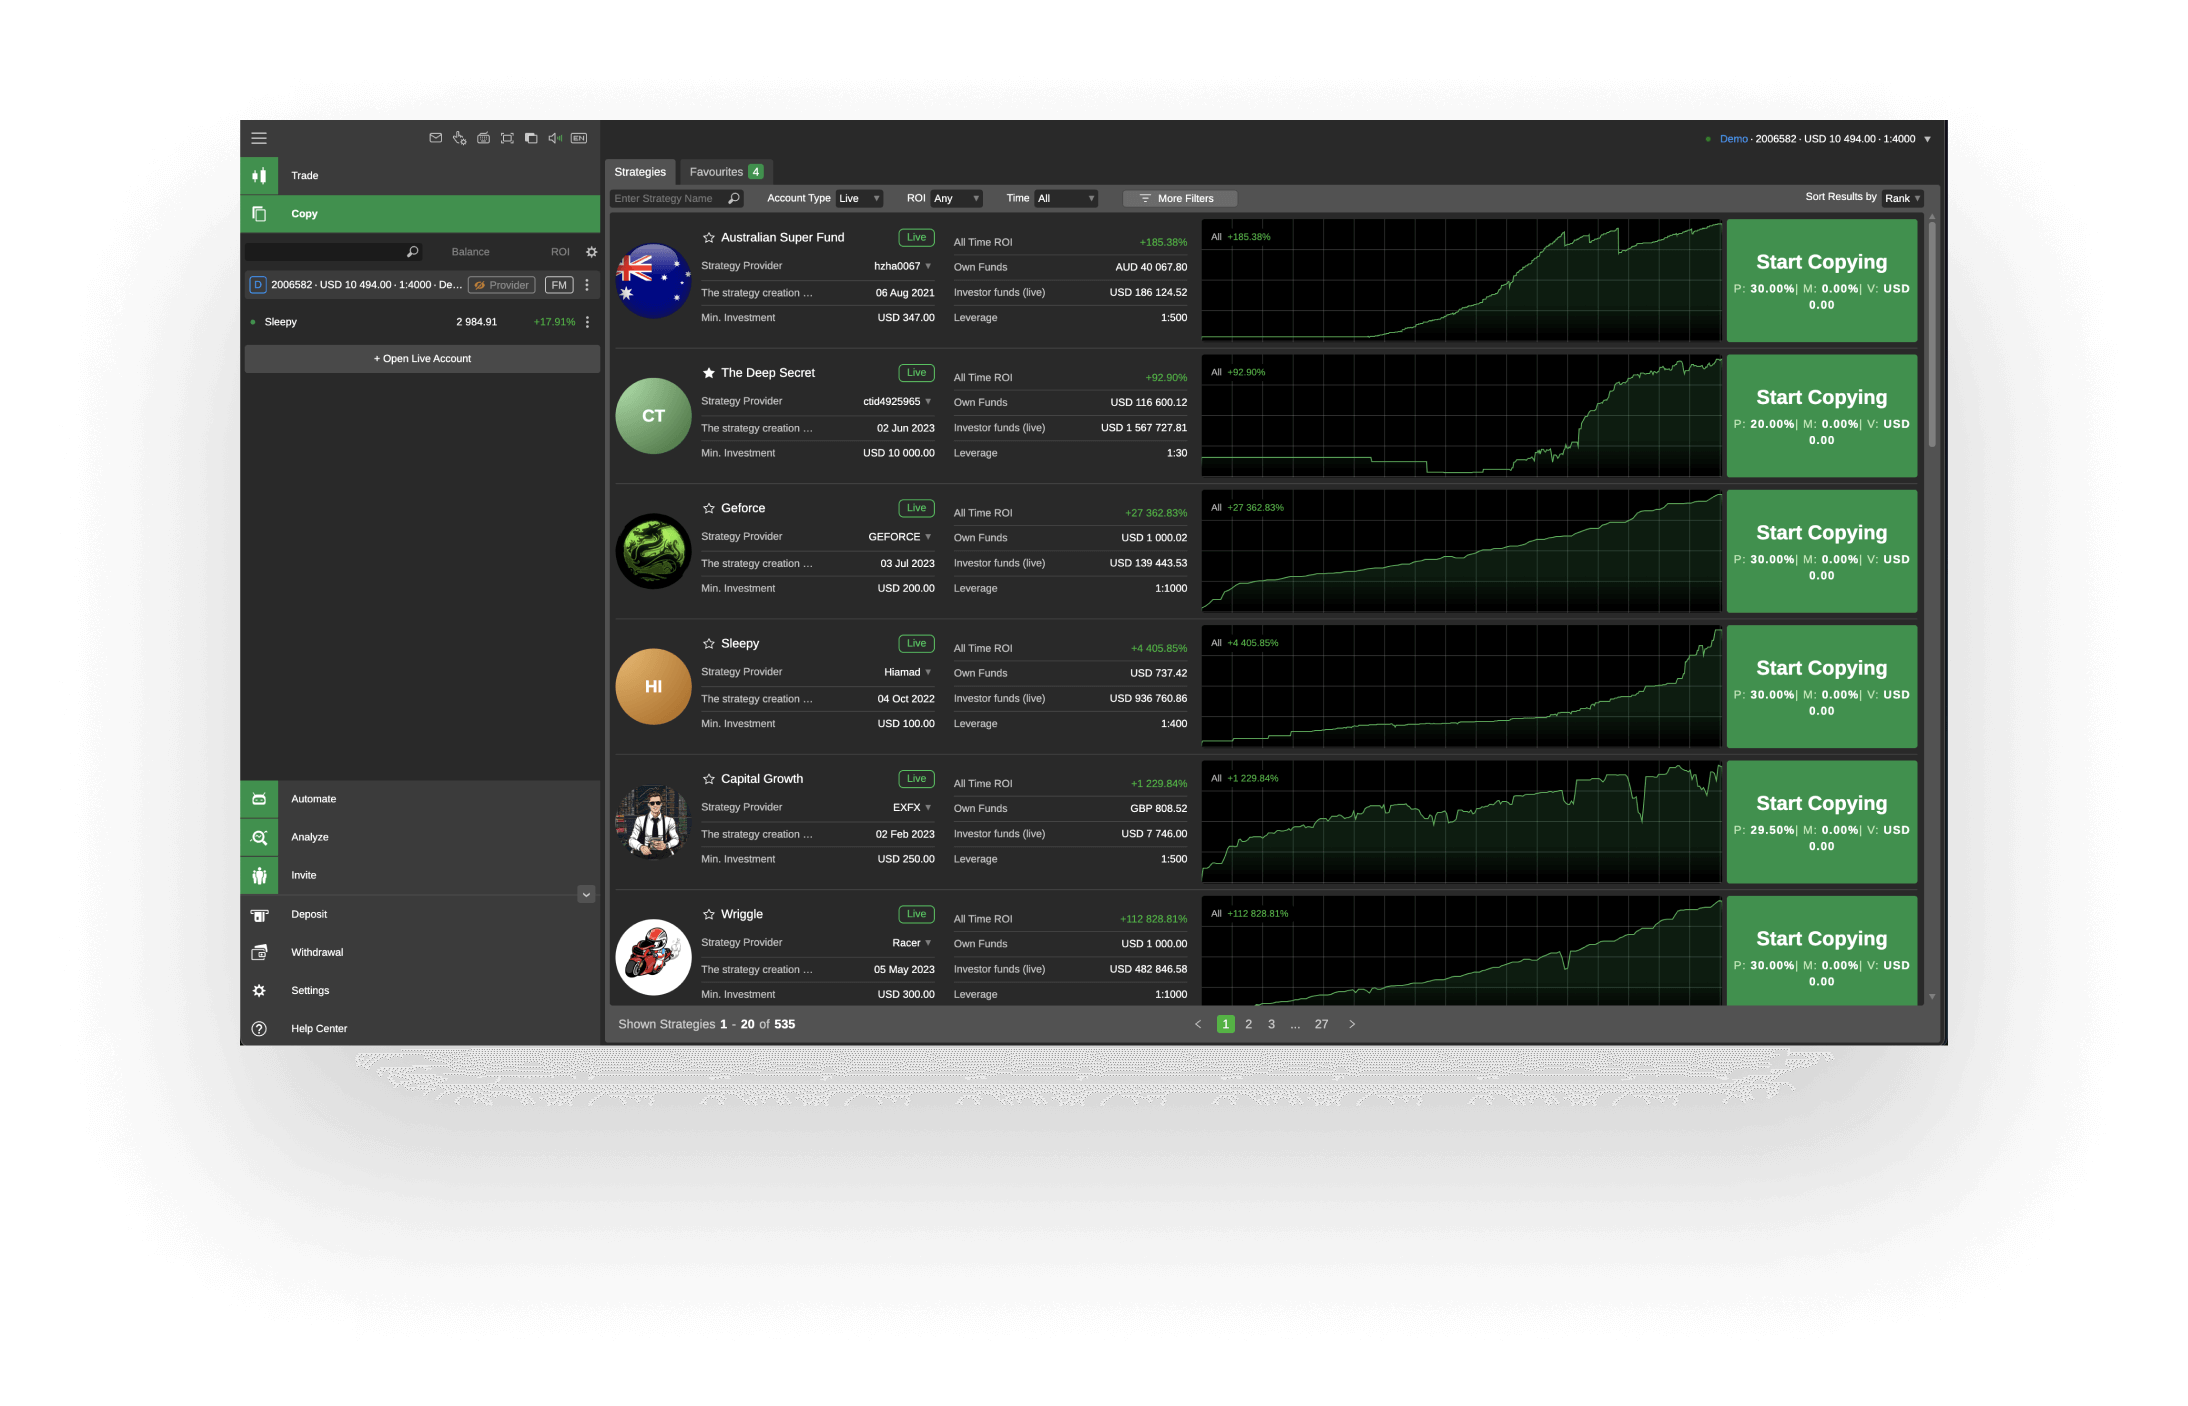 EN
Demo · 2006582 · USD 10 494.00 · 1:4000
Trade
Copy
Balance ROI
D 2006582 · USD 10 494.00 · 1:4000 · De... Provider FM
Sleepy 2 984.91 +17.91%
+ Open Live Account
Automate
Analyze
Invite
Deposit
Withdrawal
Settings
Help Center
Strategies Favourites 4
Enter Strategy Name Account Type Live ROI Any Time All More Filters Sort Results by Rank
Australian Super Fund Live
Strategy Provider hzha0067
The strategy creation ... 06 Aug 2021
Min. Investment USD 347.00
All Time ROI +185.38%
Own Funds AUD 40 067.80
Investor funds (live) USD 186 124.52
Leverage 1:500
All +185.38%
Start Copying
P: 30.00%| M: 0.00%| V: USD
0.00
CT
The Deep Secret Live
Strategy Provider ctid4925965
The strategy creation ... 02 Jun 2023
Min. Investment USD 10 000.00
All Time ROI +92.90%
Own Funds USD 116 600.12
Investor funds (live) USD 1 567 727.81
Leverage 1:30
All +92.90%
Start Copying
P: 20.00%| M: 0.00%| V: USD
0.00
Geforce Live
Strategy Provider GEFORCE
The strategy creation ... 03 Jul 2023
Min. Investment USD 200.00
All Time ROI +27 362.83%
Own Funds USD 1 000.02
Investor funds (live) USD 139 443.53
Leverage 1:1000
All +27 362.83%
Start Copying
P: 30.00%| M: 0.00%| V: USD
0.00
HI
Sleepy Live
Strategy Provider Hiamad
The strategy creation ... 04 Oct 2022
Min. Investment USD 100.00
All Time ROI +4 405.85%
Own Funds USD 737.42
Investor funds (live) USD 936 760.86
Leverage 1:400
All +4 405.85%
Start Copying
P: 30.00%| M: 0.00%| V: USD
0.00
Capital Growth Live
Strategy Provider EXFX
The strategy creation ... 02 Feb 2023
Min. Investment USD 250.00
All Time ROI +1 229.84%
Own Funds GBP 808.52
Investor funds (live) USD 7 746.00
Leverage 1:500
All +1 229.84%
Start Copying
P: 29.50%| M: 0.00%| V: USD
0.00
Wriggle Live
Strategy Provider Racer
The strategy creation ... 05 May 2023
Min. Investment USD 300.00
All Time ROI +112 828.81%
Own Funds USD 1 000.00
Investor funds (live) USD 482 846.58
Leverage 1:1000
All +112 828.81%
Start Copying
P: 30.00%| M: 0.00%| V: USD
0.00
Shown Strategies 1 - 20 of 535
< 1 2 3 ... 27 >